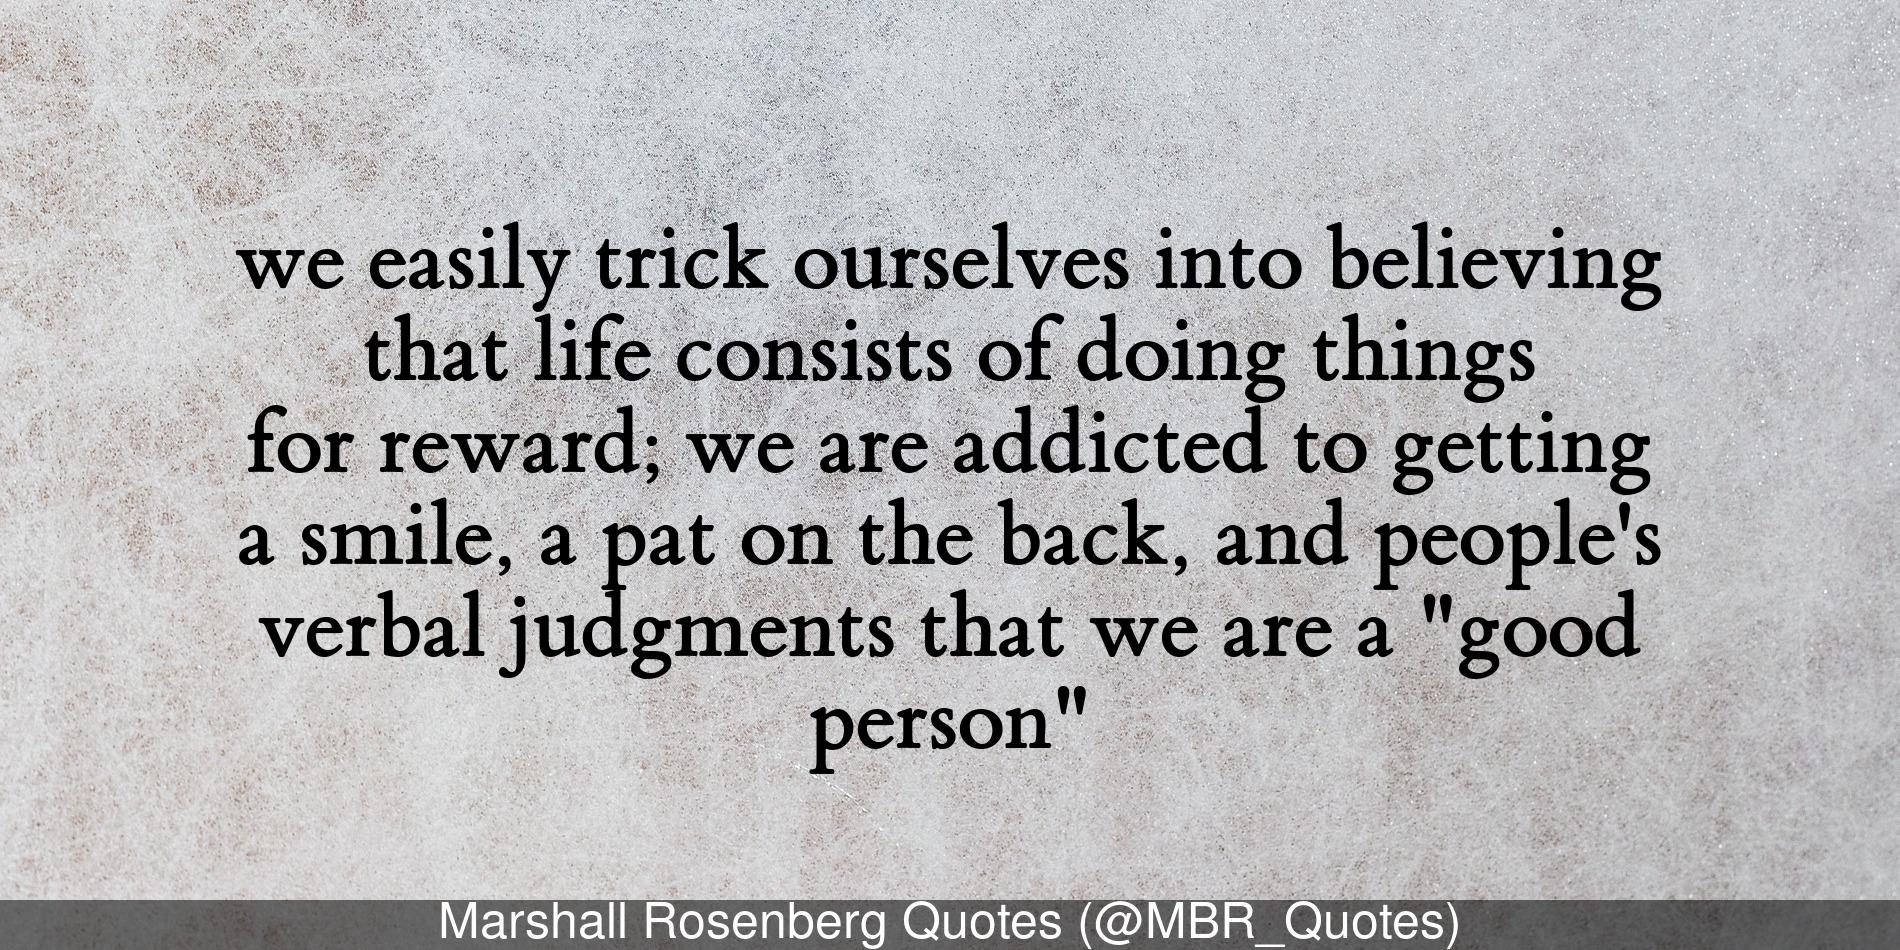 we easily trick ourselves into believing
that life consists of doing things
for reward; we are addicted to getting
a smile, a pat on the back, and people's
verbal judgments that we are a "good
person"
Marshall Rosenberg Quotes (@MBR_Quotes)